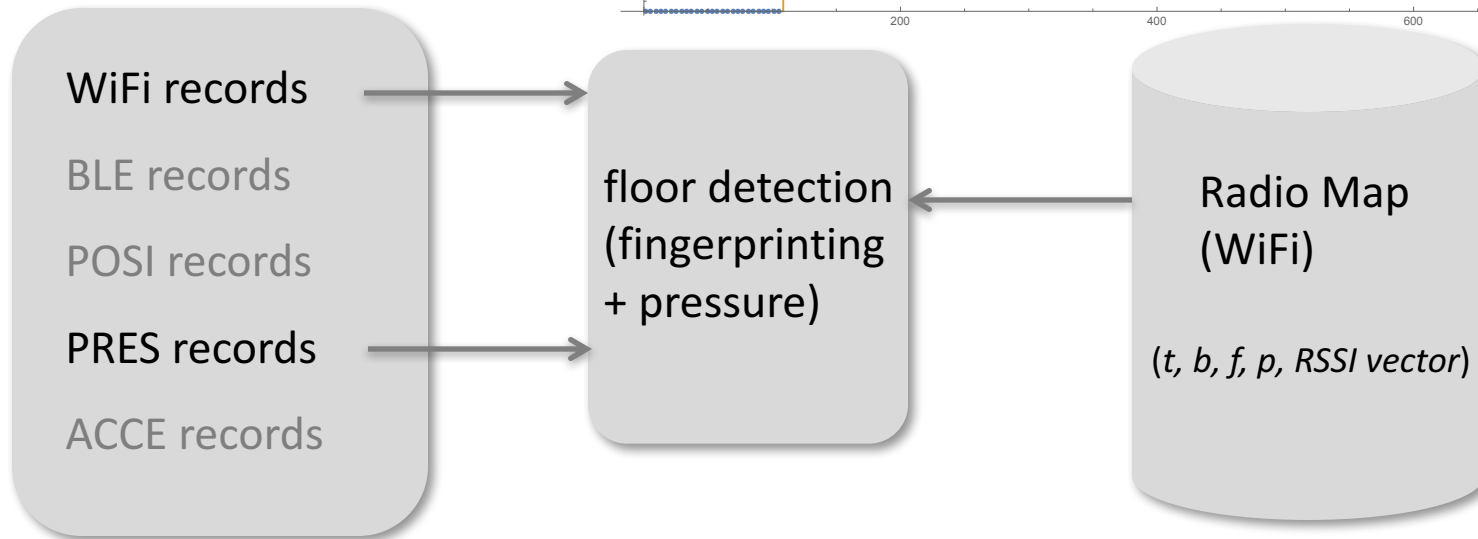 200 400 600
WiFi records
BLE records
POSI records
PRES records
ACCE records
floor detection
(fingerprinting
+ pressure)
Radio Map
(WiFi)
(t, b, f, p, RSSI vector)